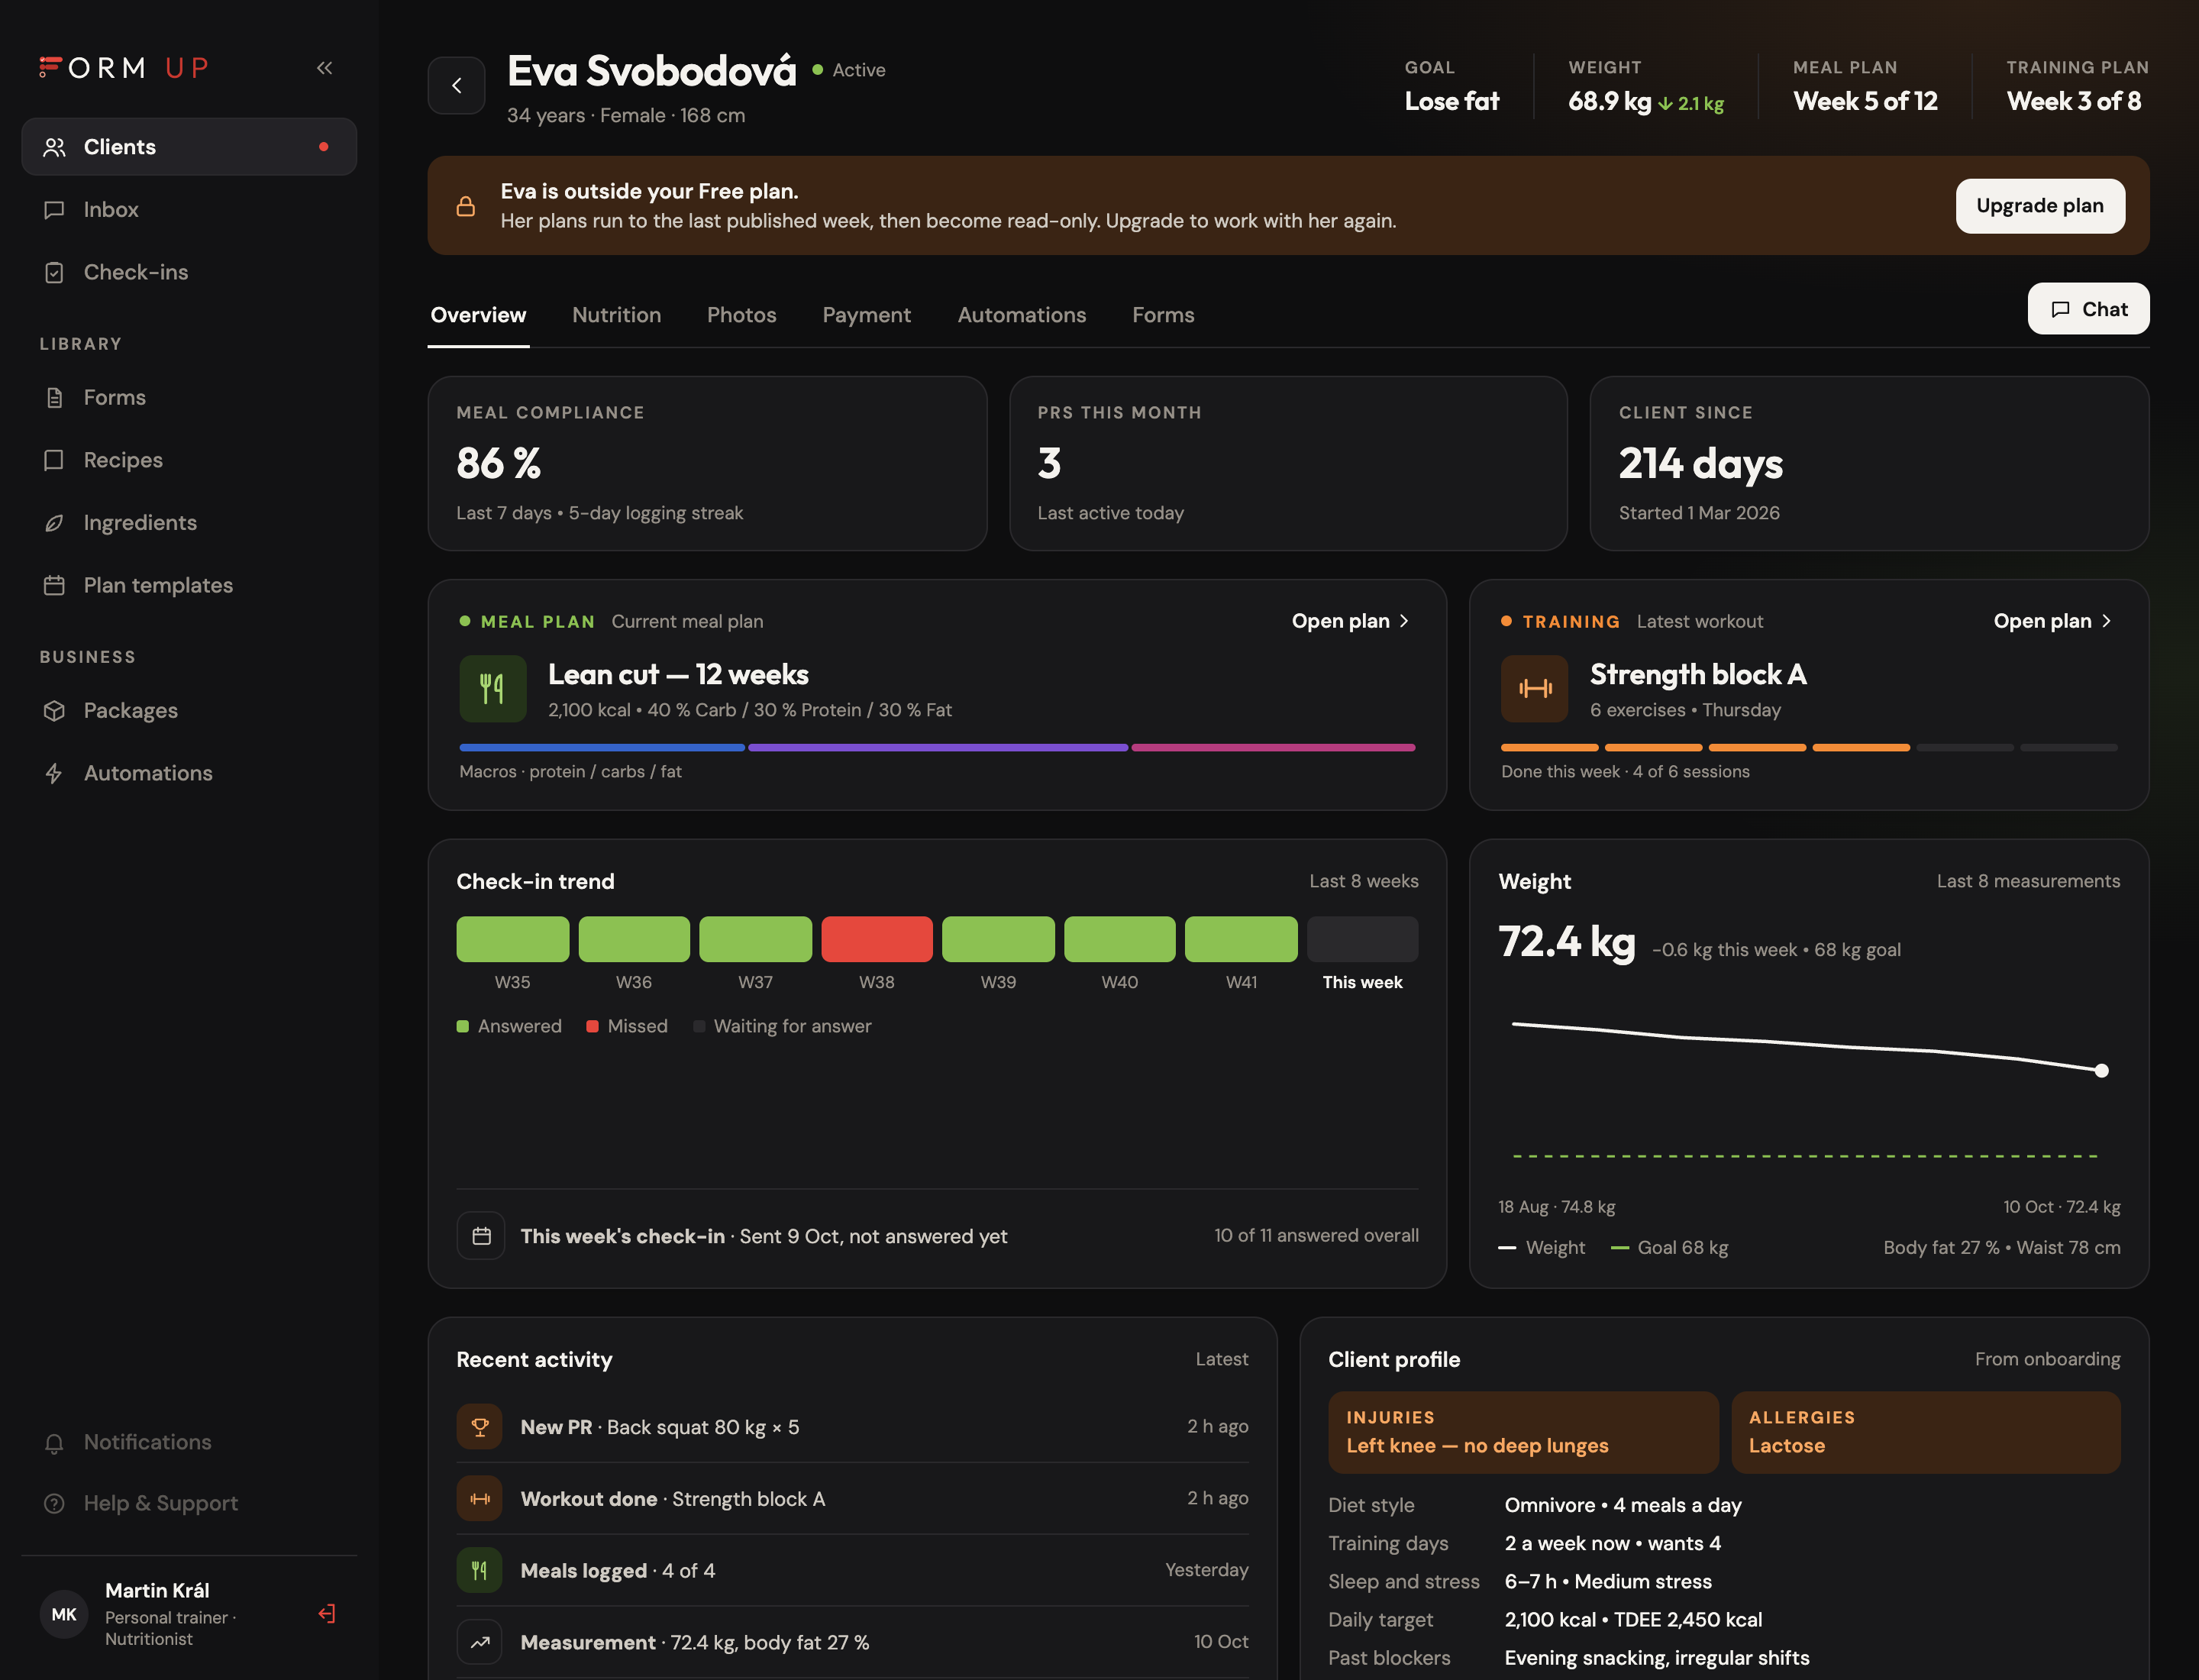 FORM UP
Clients
Inbox
Check-ins
LIBRARY
Forms
Recipes
Ingredients
Plan templates
BUSINESS
Packages
Automations
Notifications
Help & Support
MK
Martin Král
Personal trainer ·
Nutritionist
Eva Svobodová
Active
34 years · Female · 168 cm
GOAL
Lose fat
WEIGHT
68.9 kg ↓ 2.1 kg
MEAL PLAN
Week 5 of 12
TRAINING PLAN
Week 3 of 8
Eva is outside your Free plan.
Her plans run to the last published week, then become read-only. Upgrade to work with her again.
Upgrade plan
Overview
Nutrition
Photos
Payment
Automations
Forms
Chat
MEAL COMPLIANCE
86 %
Last 7 days • 5-day logging streak
PRS THIS MONTH
3
Last active today
CLIENT SINCE
214 days
Started 1 Mar 2026
MEAL PLAN Current meal plan
Open plan
Lean cut — 12 weeks
2,100 kcal • 40 % Carb / 30 % Protein / 30 % Fat
Macros · protein / carbs / fat
TRAINING Latest workout
Open plan
Strength block A
6 exercises • Thursday
Done this week · 4 of 6 sessions
Check-in trend
Last 8 weeks
W35 W36 W37 W38 W39 W40 W41 This week
Answered Missed Waiting for answer
This week's check-in · Sent 9 Oct, not answered yet
10 of 11 answered overall
Weight
Last 8 measurements
72.4 kg -0.6 kg this week • 68 kg goal
18 Aug · 74.8 kg
10 Oct · 72.4 kg
Weight Goal 68 kg
Body fat 27 % • Waist 78 cm
Recent activity
Latest
New PR · Back squat 80 kg × 5
2 h ago
Workout done · Strength block A
2 h ago
Meals logged · 4 of 4
Yesterday
Measurement · 72.4 kg, body fat 27 %
10 Oct
Client profile
From onboarding
INJURIES
Left knee — no deep lunges
ALLERGIES
Lactose
Diet style Omnivore • 4 meals a day
Training days 2 a week now • wants 4
Sleep and stress 6–7 h • Medium stress
Daily target 2,100 kcal • TDEE 2,450 kcal
Past blockers Evening snacking, irregular shifts